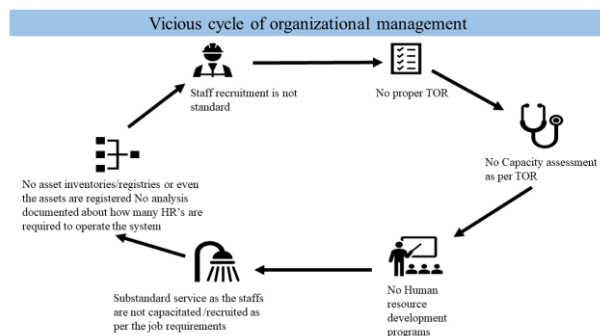 Vicious cycle of organizational management
Staff recruitment is not
standard
No proper TOR
No Capacity assessment
as per TOR
No Human
resource
development
programs
Substandard service as the staffs
are not capacitated /recruited as
per the job requirements
No asset inventories/registries or even
the assets are registered No analysis
documented about how many HR's are
required to operate the system